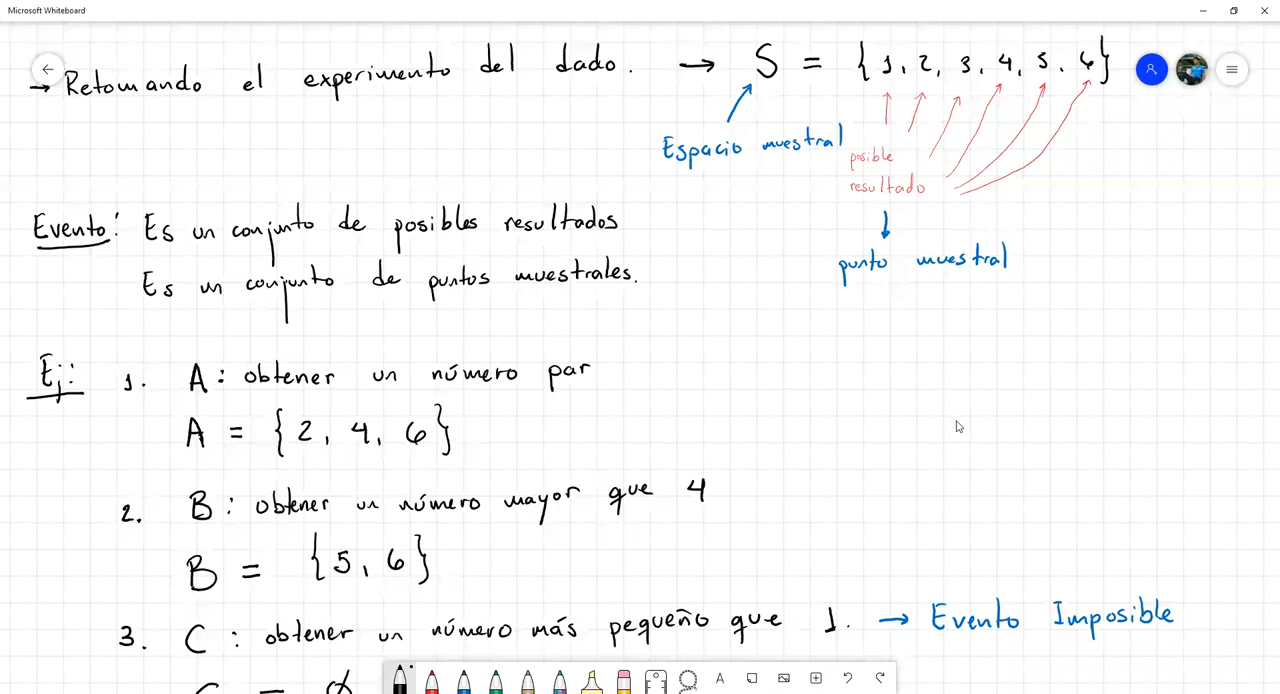 Microsoft Whiteboard
→ Retomando el experimento del dado. → S = {1, 2, 3, 4, 5, 6}
Espacio muestral
posible
resultado
punto muestral
Evento: Es un conjunto de posibles resultados
Es un conjunto de puntos muestrales.
Ej: 1. A: obtener un número par
A = {2, 4, 6}
2. B: obtener un número mayor que 4
B = {5, 6}
3. C: obtener un número más pequeño que 1. → Evento Imposible
C = ∅